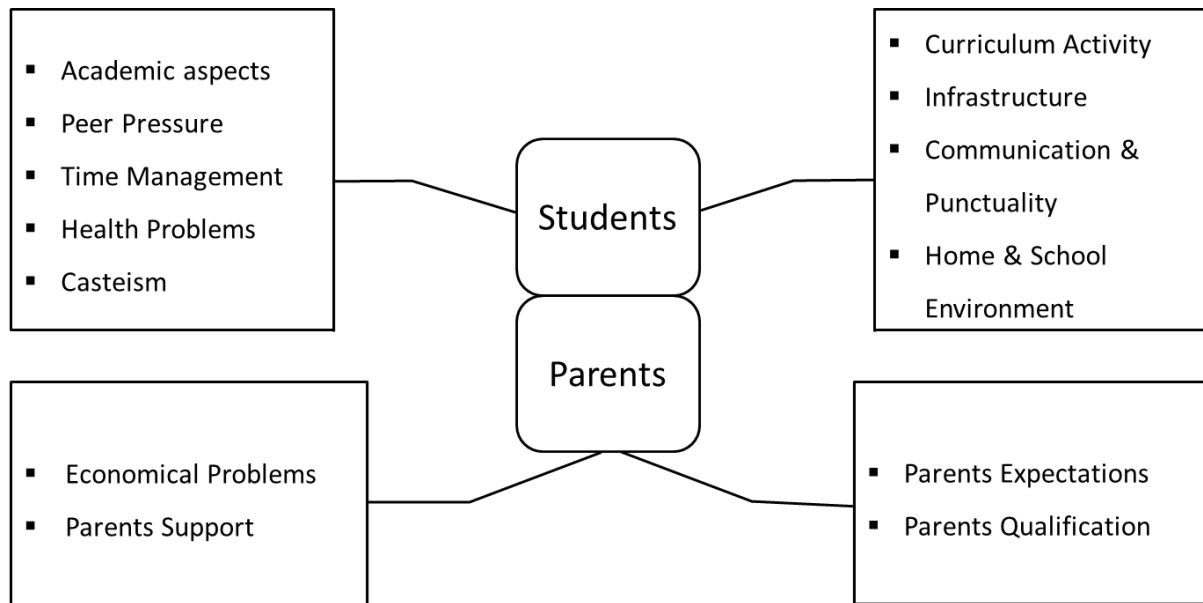 ▪ Academic aspects
▪ Peer Pressure
▪ Time Management
▪ Health Problems
▪ Casteism
Students
▪ Curriculum Activity
▪ Infrastructure
▪ Communication &
Punctuality
▪ Home & School
Environment
Parents
▪ Economical Problems
▪ Parents Support
▪ Parents Expectations
▪ Parents Qualification